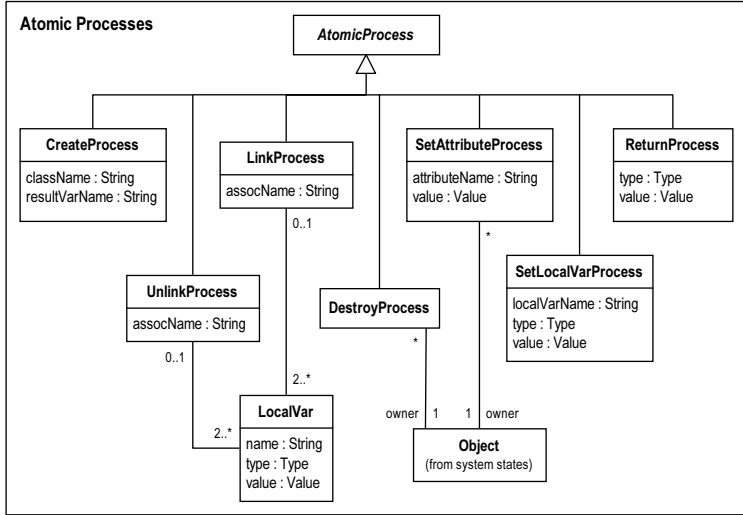 Atomic Processes
AtomicProcess
CreateProcess
className : String
resultVarName : String
LinkProcess
assocName : String
0..1
SetAttributeProcess
attributeName : String
value : Value
*
ReturnProcess
type : Type
value : Value
UnlinkProcess
assocName : String
0..1
DestroyProcess
*
SetLocalVarProcess
localVarName : String
type : Type
value : Value
2..*
2..*
LocalVar
name : String
type : Type
value : Value
owner 1 1 owner
Object
(from system states)